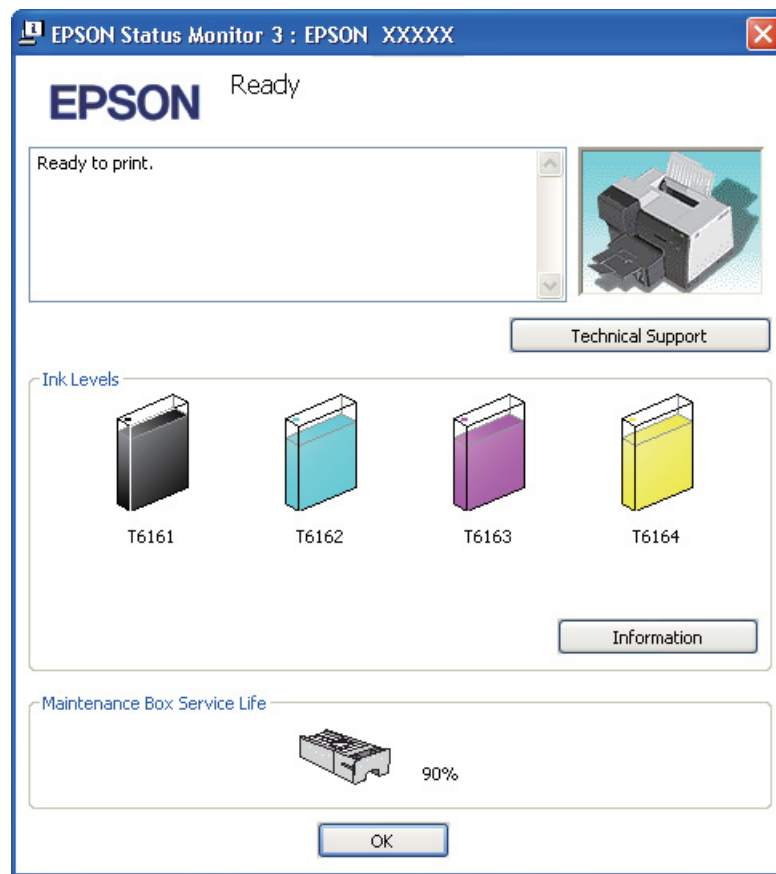 EPSON Status Monitor 3 : EPSON XXXXX
EPSON
Ready
Ready to print.
Technical Support
Ink Levels
T6161
T6162
T6163
T6164
Information
Maintenance Box Service Life
90%
OK